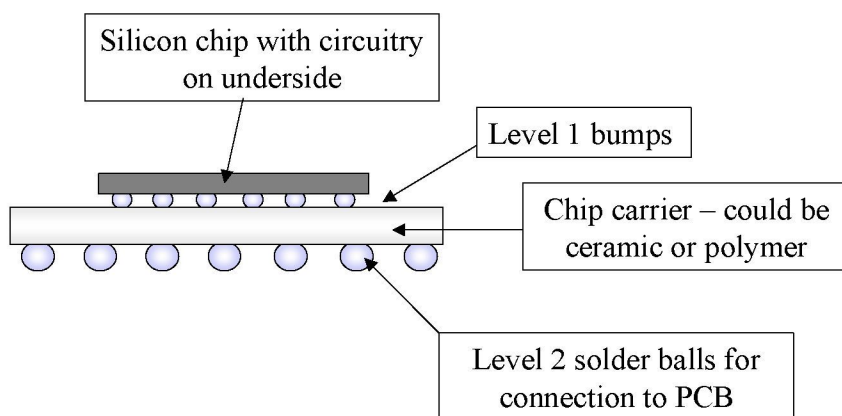 Silicon chip with circuitry
on underside
Level 1 bumps
Chip carrier – could be
ceramic or polymer
Level 2 solder balls for
connection to PCB